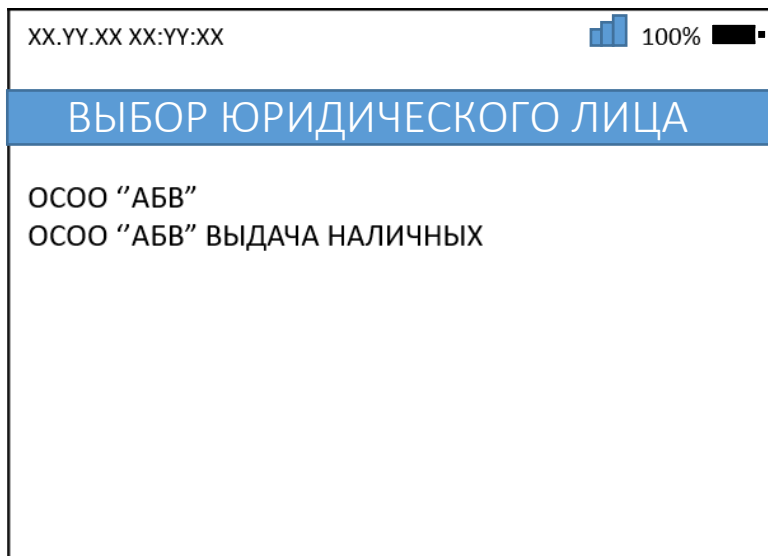 XX.YY.XX XX:YY:XX 100%
ВЫБОР ЮРИДИЧЕСКОГО ЛИЦА
ОСОО ‘’АБВ”
ОСОО ‘’АБВ” ВЫДАЧА НАЛИЧНЫХ